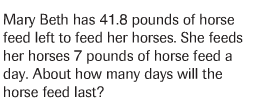 Mary Beth has 41.8 pounds of horse
feed left to feed her horses. She feeds
her horses 7 pounds of horse feed a
day. About how many days will the
horse feed last?